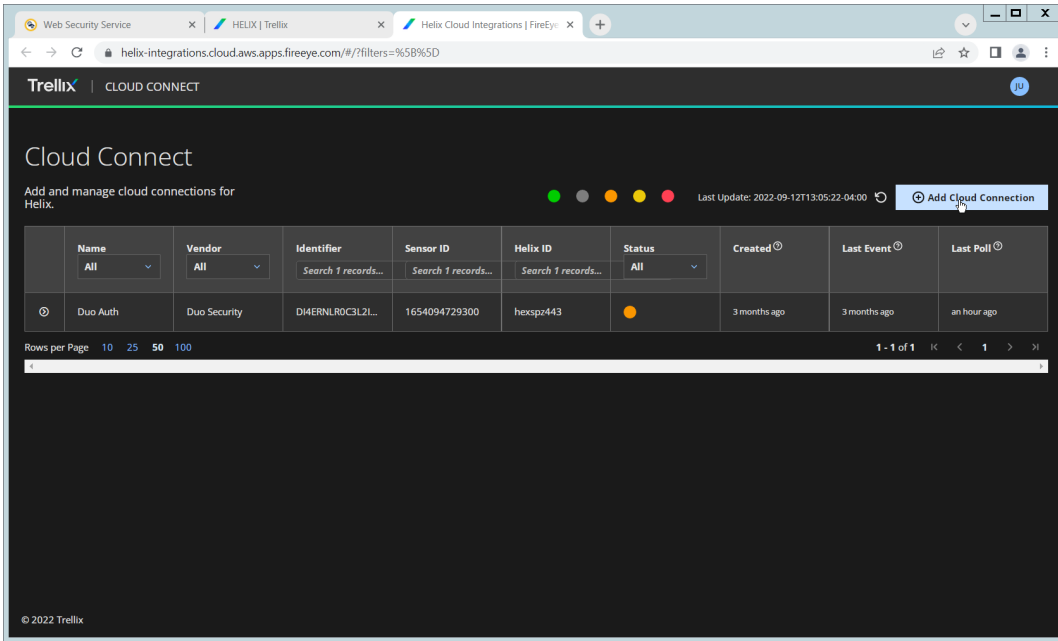 Web Security Service
HELIX | Trellix
Helix Cloud Integrations | FireEye
helix-integrations.cloud.aws.apps.fireeye.com/#/?filters=%5B%5D
Trellix | CLOUD CONNECT
JU
Cloud Connect
Add and manage cloud connections for
Helix.
Last Update: 2022-09-12T13:05:22-04:00
Add Cloud Connection
Name Vendor Identifier Sensor ID Helix ID Status Created Last Event Last Poll
All All Search 1 records... Search 1 records... Search 1 records... All
Duo Auth Duo Security DI4ERNLR0C3L2I... 1654094729300 hexspz443 3 months ago 3 months ago an hour ago
Rows per Page 10 25 50 100 1 - 1 of 1 1
© 2022 Trellix